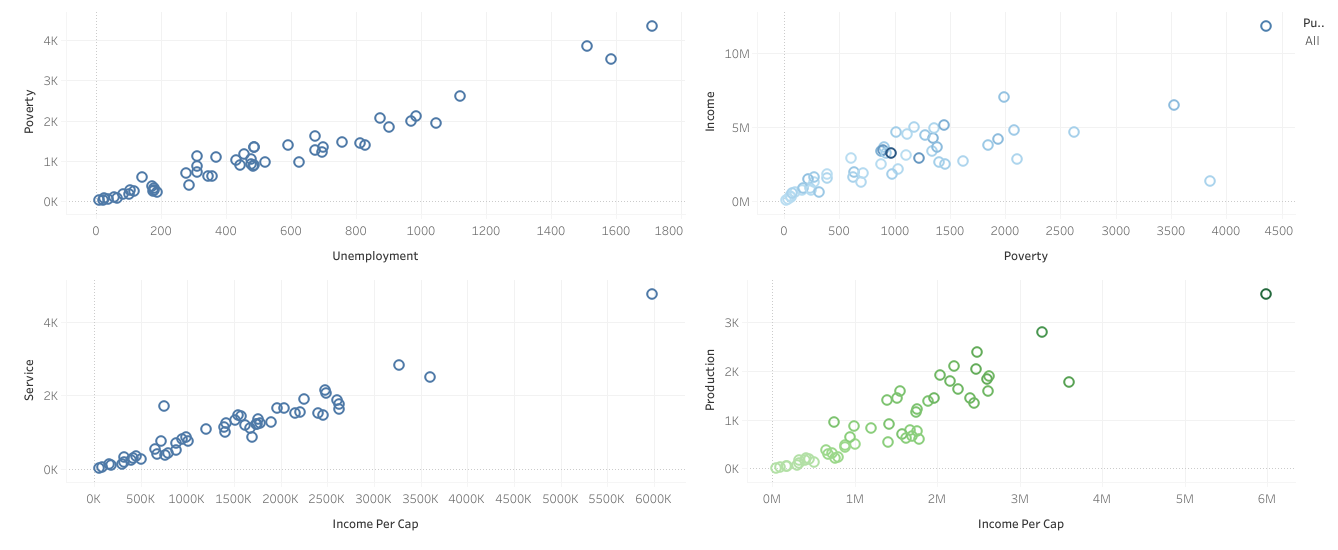 4K
3K
2K
1K
0K
Poverty
0 200 400 600 800 1000 1200 1400 1600 1800
Unemployment
10M
5M
0M
Income
0 500 1000 1500 2000 2500 3000 3500 4000 4500
Poverty
Pu..
All
4K
2K
0K
Service
0K 500K 1000K 1500K 2000K 2500K 3000K 3500K 4000K 4500K 5000K 5500K 6000K
Income Per Cap
3K
2K
1K
0K
Production
0M 1M 2M 3M 4M 5M 6M
Income Per Cap